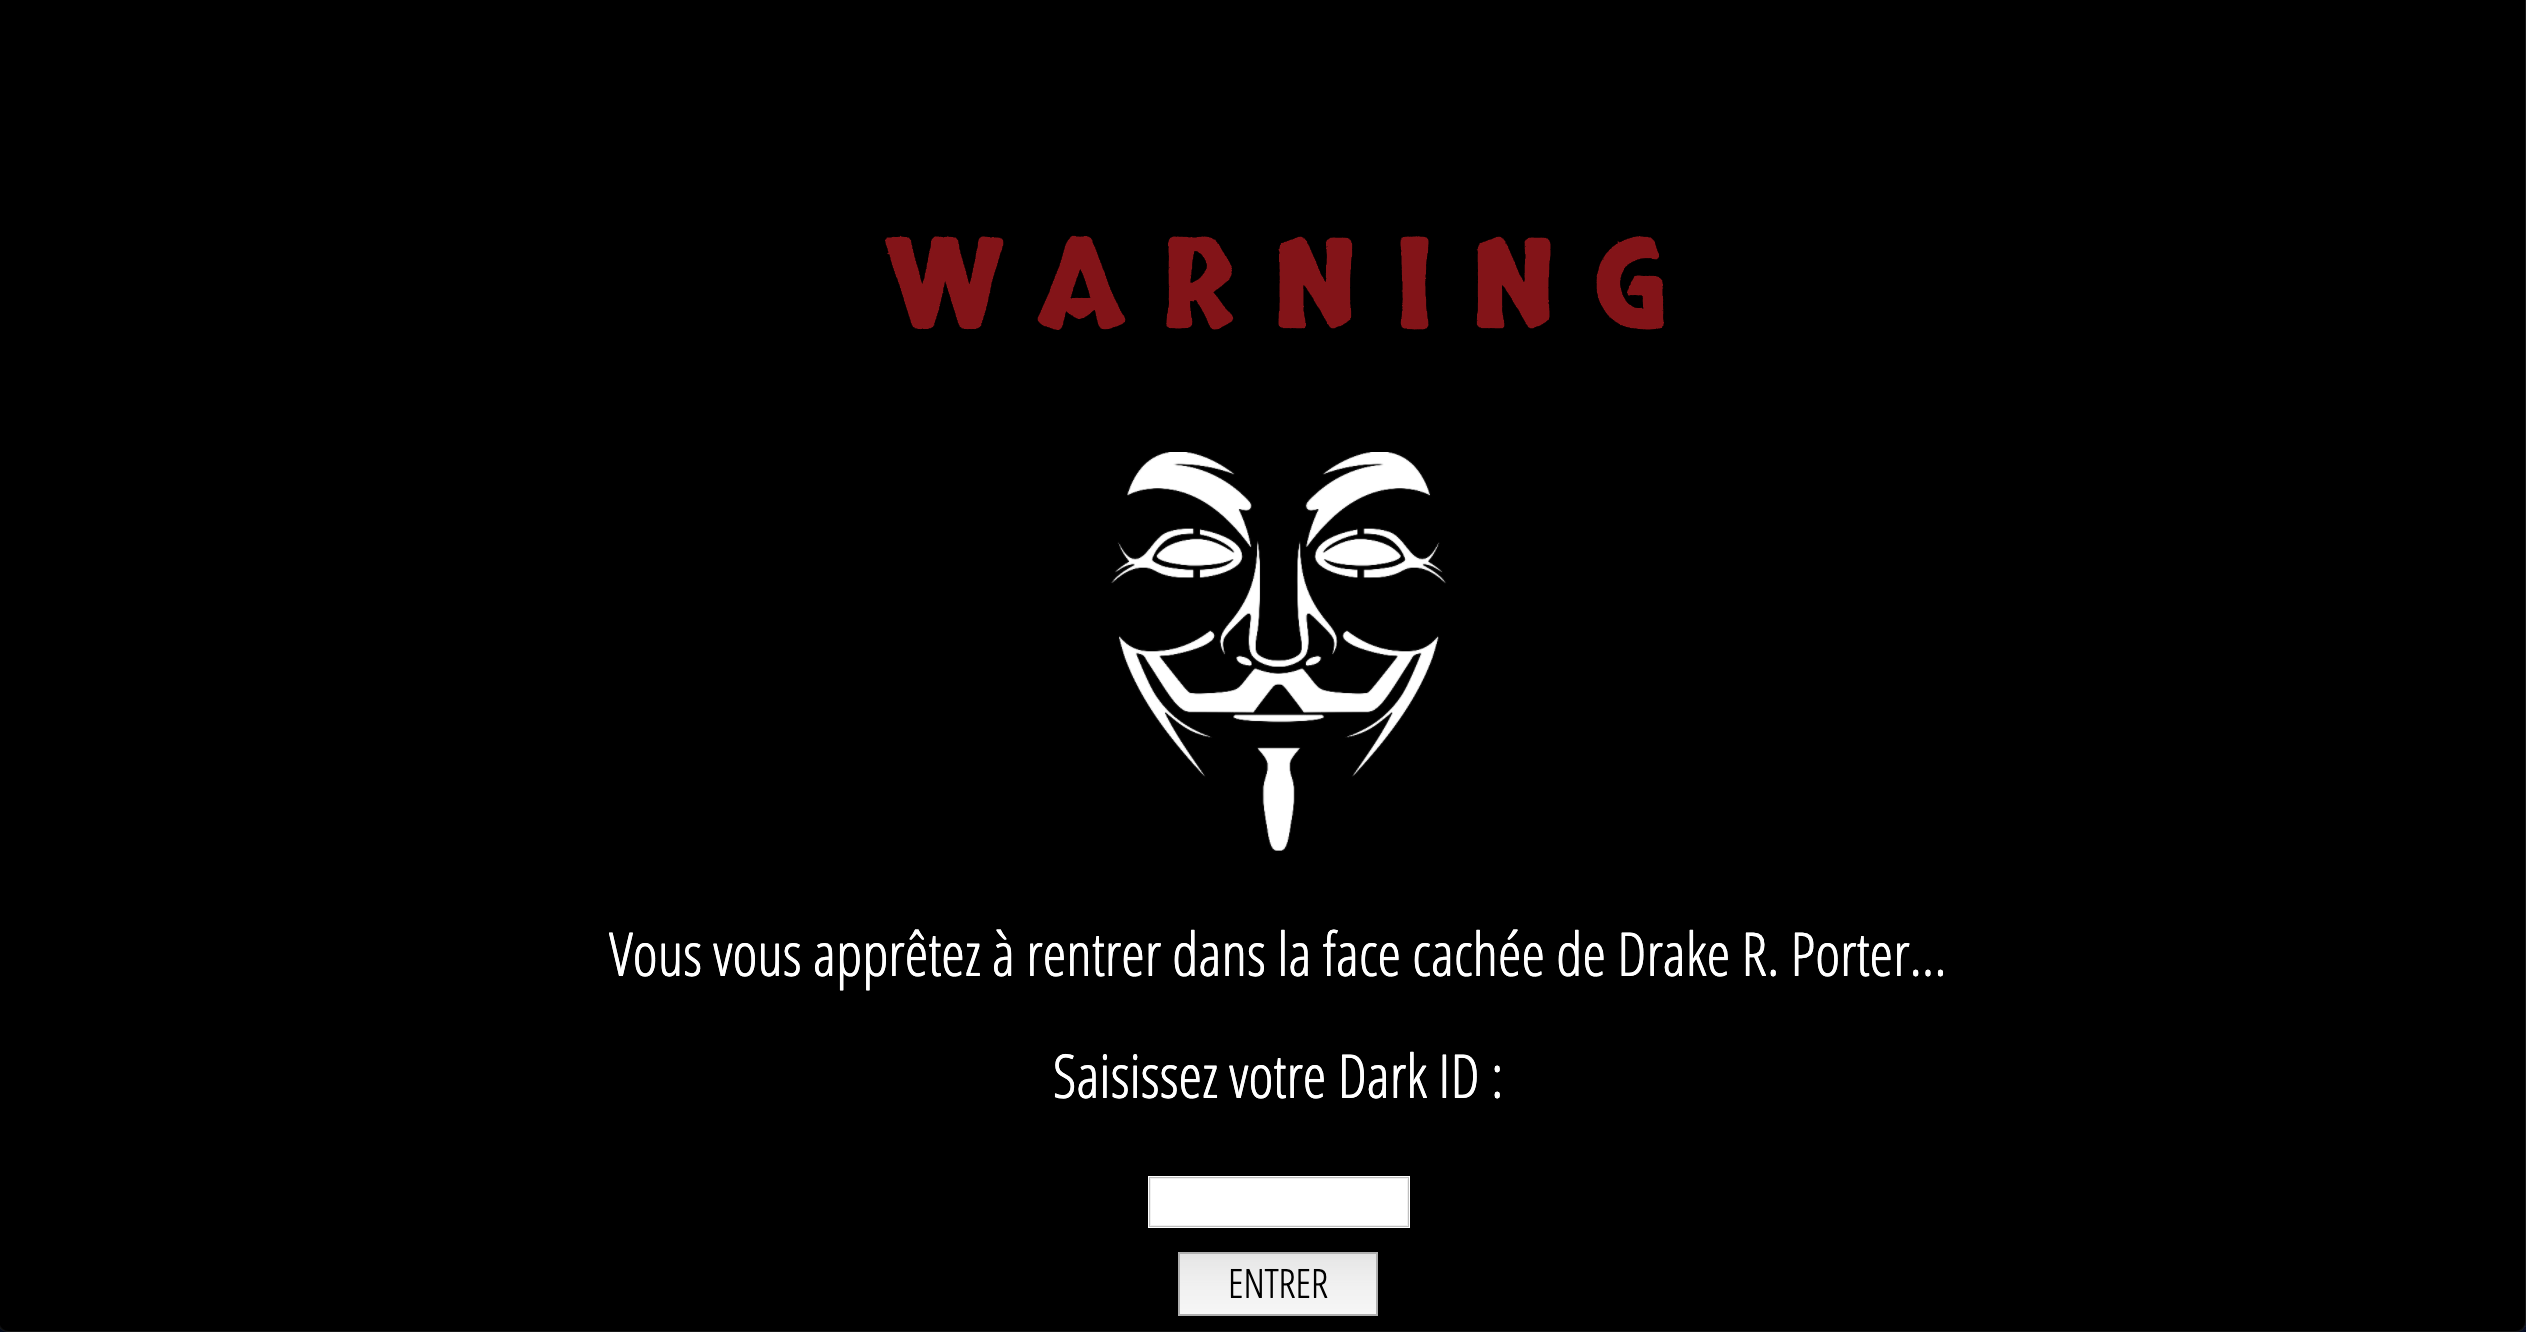 WARNING
Vous vous apprêtez à rentrer dans la face cachée de Drake R. Porter...
Saisissez votre Dark ID :
ENTRER